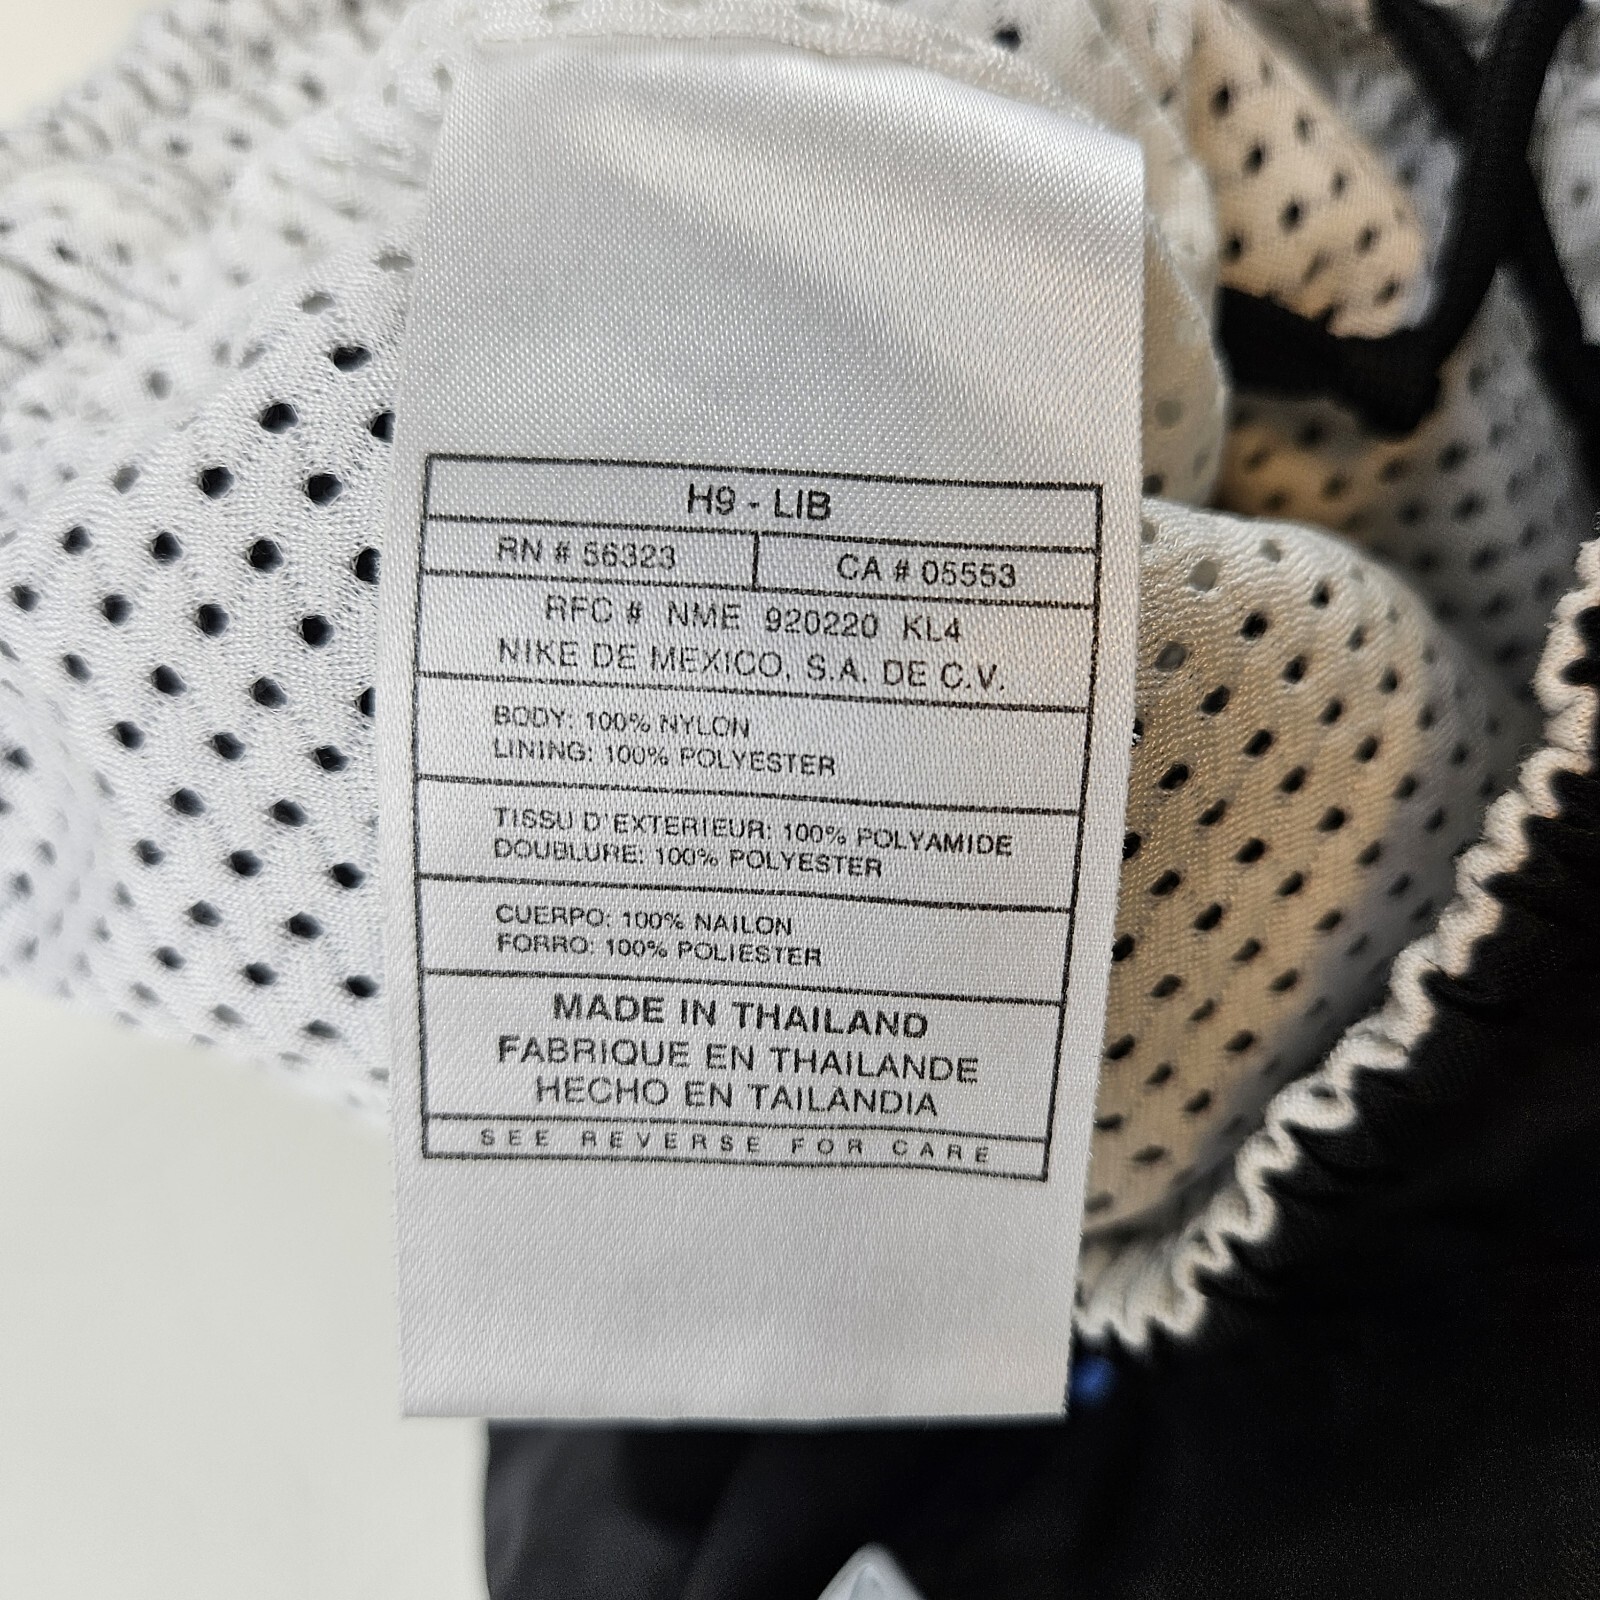 H9 - LIB
RN # 56323 CA # 05553
RFC # NME 920220 KL4
NIKE DE MEXICO, S.A. DE C.V.
BODY: 100% NYLON
LINING: 100% POLYESTER
TISSU D'EXTERIEUR: 100% POLYAMIDE
DOUBLURE: 100% POLYESTER
CUERPO: 100% NAILON
FORRO: 100% POLIESTER
MADE IN THAILAND
FABRIQUE EN THAILANDE
HECHO EN TAILANDIA
SEE REVERSE FOR CARE